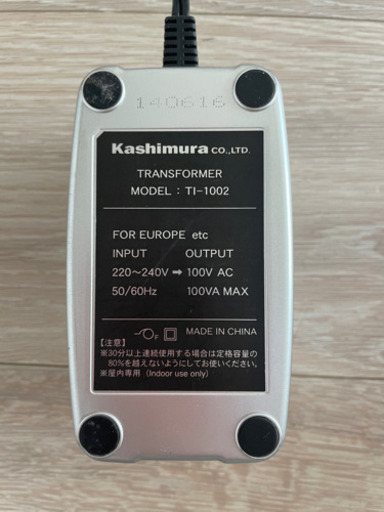 140616
Kashimura CO.,LTD.
TRANSFORMER
MODEL : TI-1002
FOR EUROPE etc
INPUT OUTPUT
220~240V ➡ 100V AC
50/60Hz 100VA MAX
F MADE IN CHINA
【注意】
※30分以上連続使用する場合は定格容量の
80%を越えないようにしてお使いください。
※屋内専用 (Indoor use only)